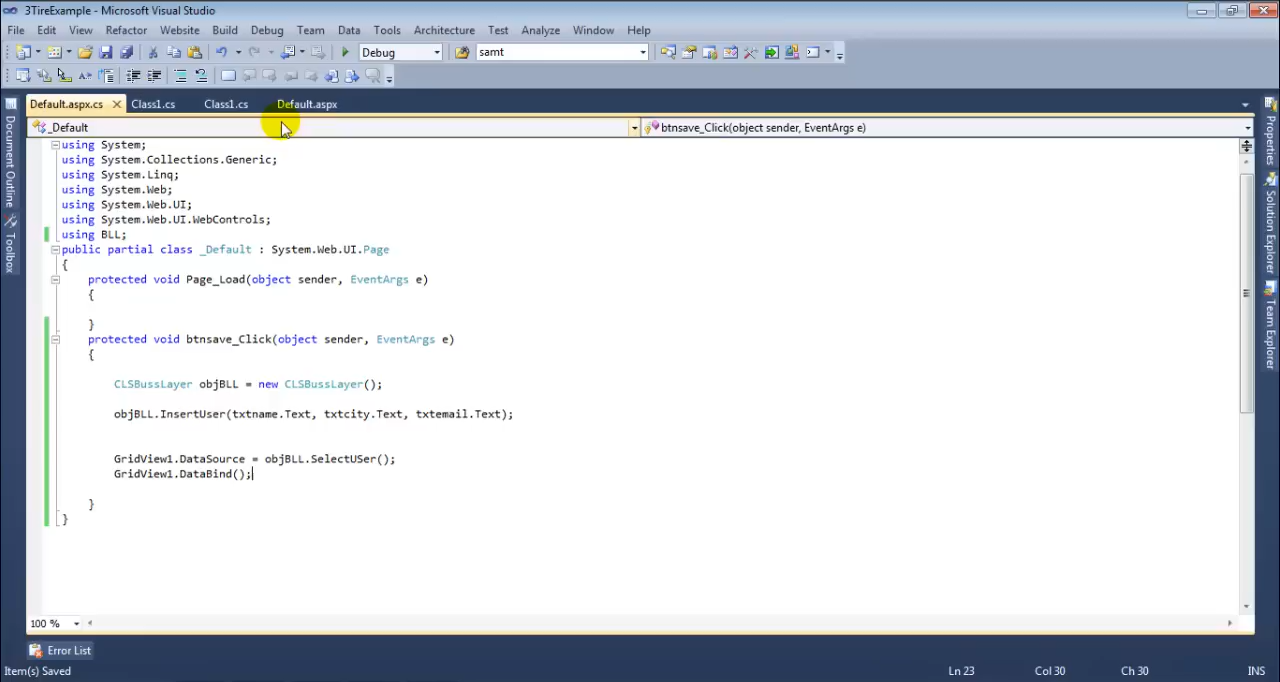 3TireExample - Microsoft Visual Studio
File Edit View Refactor Website Build Debug Team Data Tools Architecture Test Analyze Window Help
Debug samt
Default.aspx.cs Class1.cs Class1.cs Default.aspx
_Default btnsave_Click(object sender, EventArgs e)
Document Outline
Toolbox
Properties
Solution Explorer
Team Explorer
using System;
using System.Collections.Generic;
using System.Linq;
using System.Web;
using System.Web.UI;
using System.Web.UI.WebControls;
using BLL;
public partial class _Default : System.Web.UI.Page
{
protected void Page_Load(object sender, EventArgs e)
{
}
protected void btnsave_Click(object sender, EventArgs e)
{
CLSBussLayer objBLL = new CLSBussLayer();
objBLL.InsertUser(txtname.Text, txtcity.Text, txtemail.Text);
GridView1.DataSource = objBLL.SelectUSer();
GridView1.DataBind();
}
}
100 %
Error List
Item(s) Saved Ln 23 Col 30 Ch 30 INS